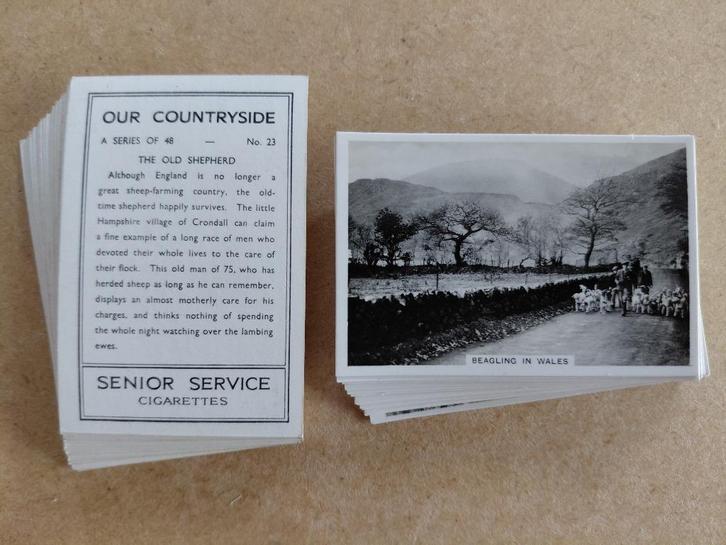 OUR COUNTRYSIDE
A SERIES OF 48 — No. 23
THE OLD SHEPHERD
Although England is no longer a
great sheep-farming country, the old-
time shepherd happily survives. The little
Hampshire village of Crondall can claim
a fine example of a long race of men who
devoted their whole lives to the care of
their flock. This old man of 75, who has
herded sheep as long as he can remember,
displays an almost motherly care for his
charges, and thinks nothing of spending
the whole night watching over the lambing
ewes.
SENIOR SERVICE
CIGARETTES
BEAGLING IN WALES